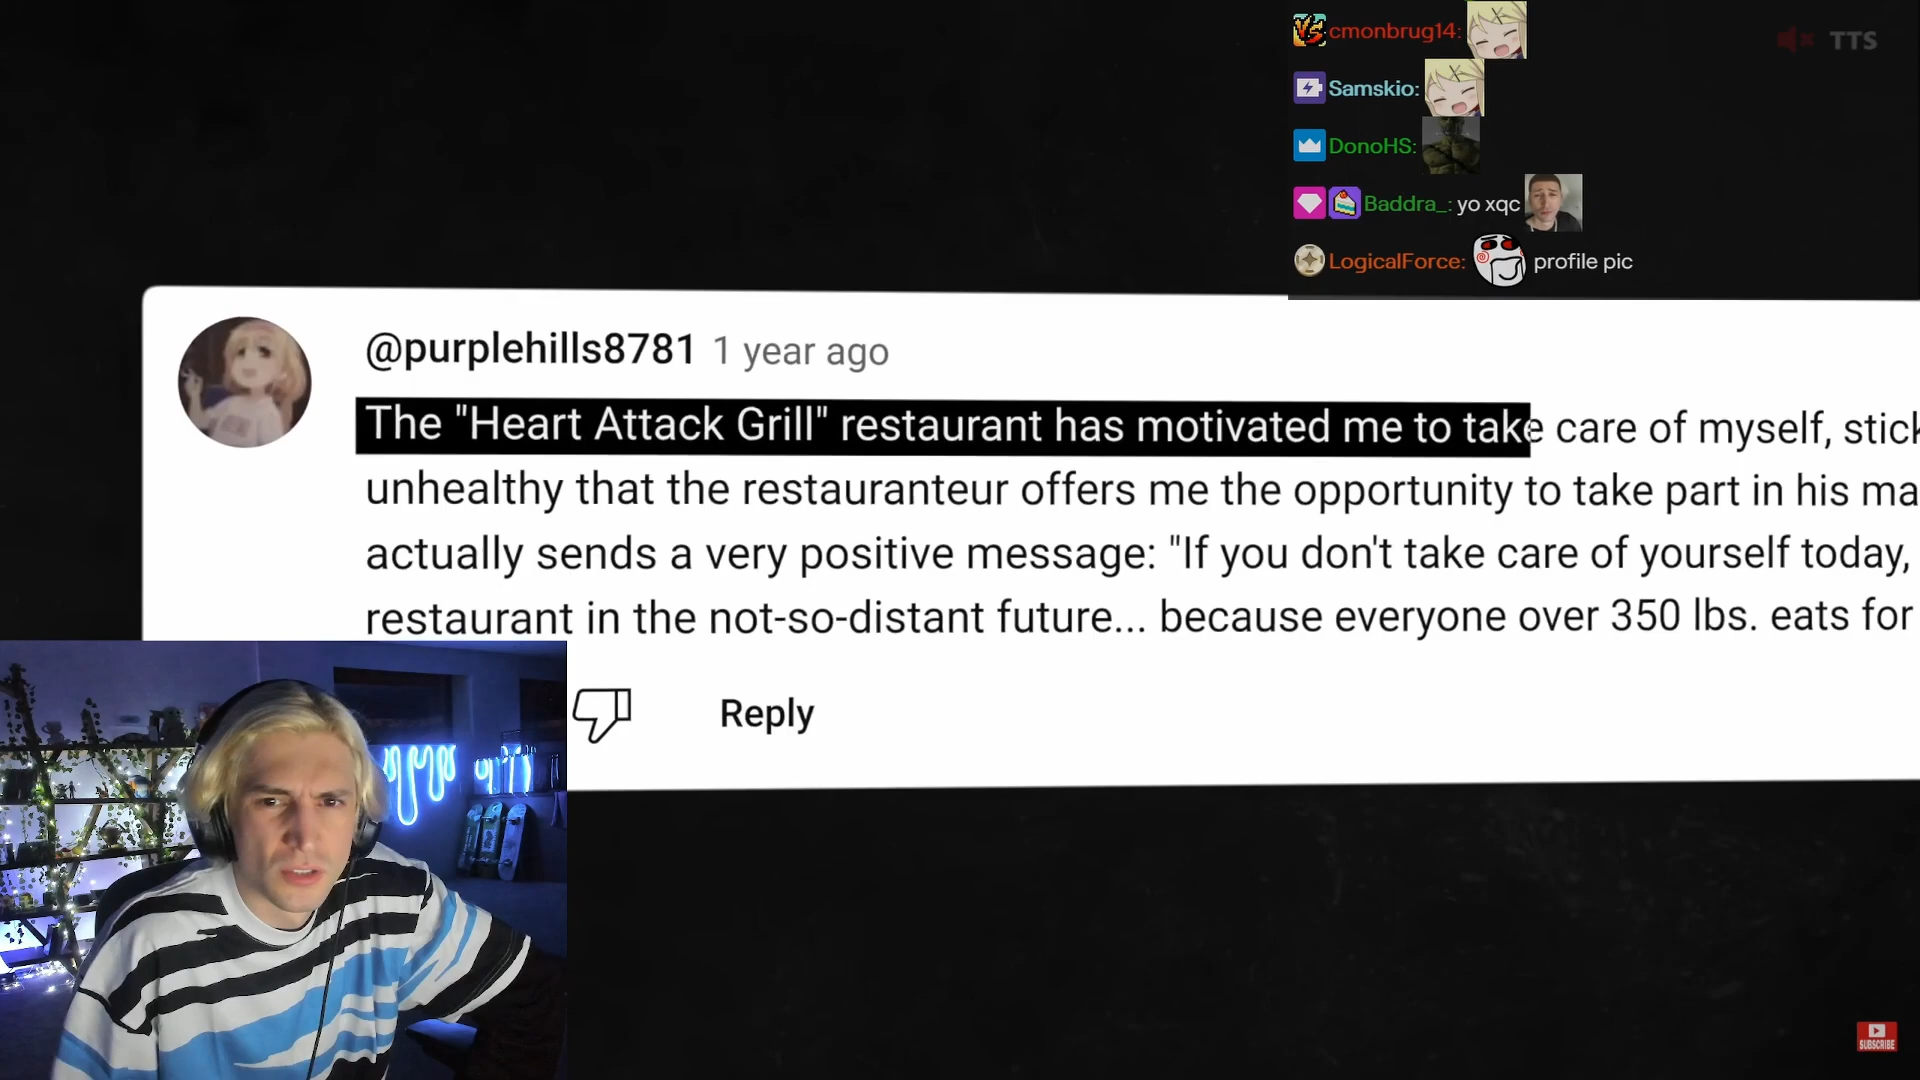 cmonbrug14:
TTS
Samskio:
DonoHS:
Baddra_: yo xqc
LogicalForce: profile pic
@purplehills8781 1 year ago
The "Heart Attack Grill" restaurant has motivated me to take care of myself, stick
unhealthy that the restauranteur offers me the opportunity to take part in his ma
actually sends a very positive message: "If you don't take care of yourself today,
restaurant in the not-so-distant future... because everyone over 350 lbs. eats for
Reply
SUBSCRIBE